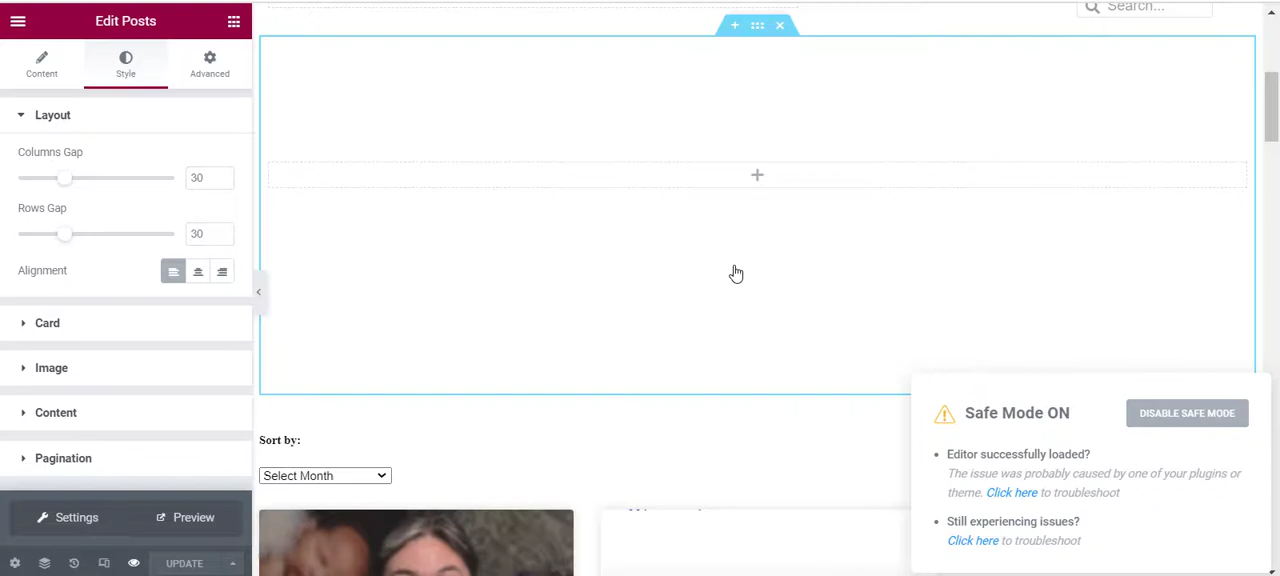 Edit Posts
Search...
Content
Style
Advanced
Layout
Columns Gap
30
Rows Gap
30
Alignment
Card
Image
Content
Pagination
Settings
Preview
UPDATE
Sort by:
Select Month
Safe Mode ON
DISABLE SAFE MODE
Editor successfully loaded?
The issue was probably caused by one of your plugins or
theme. Click here to troubleshoot
Still experiencing issues?
Click here to troubleshoot